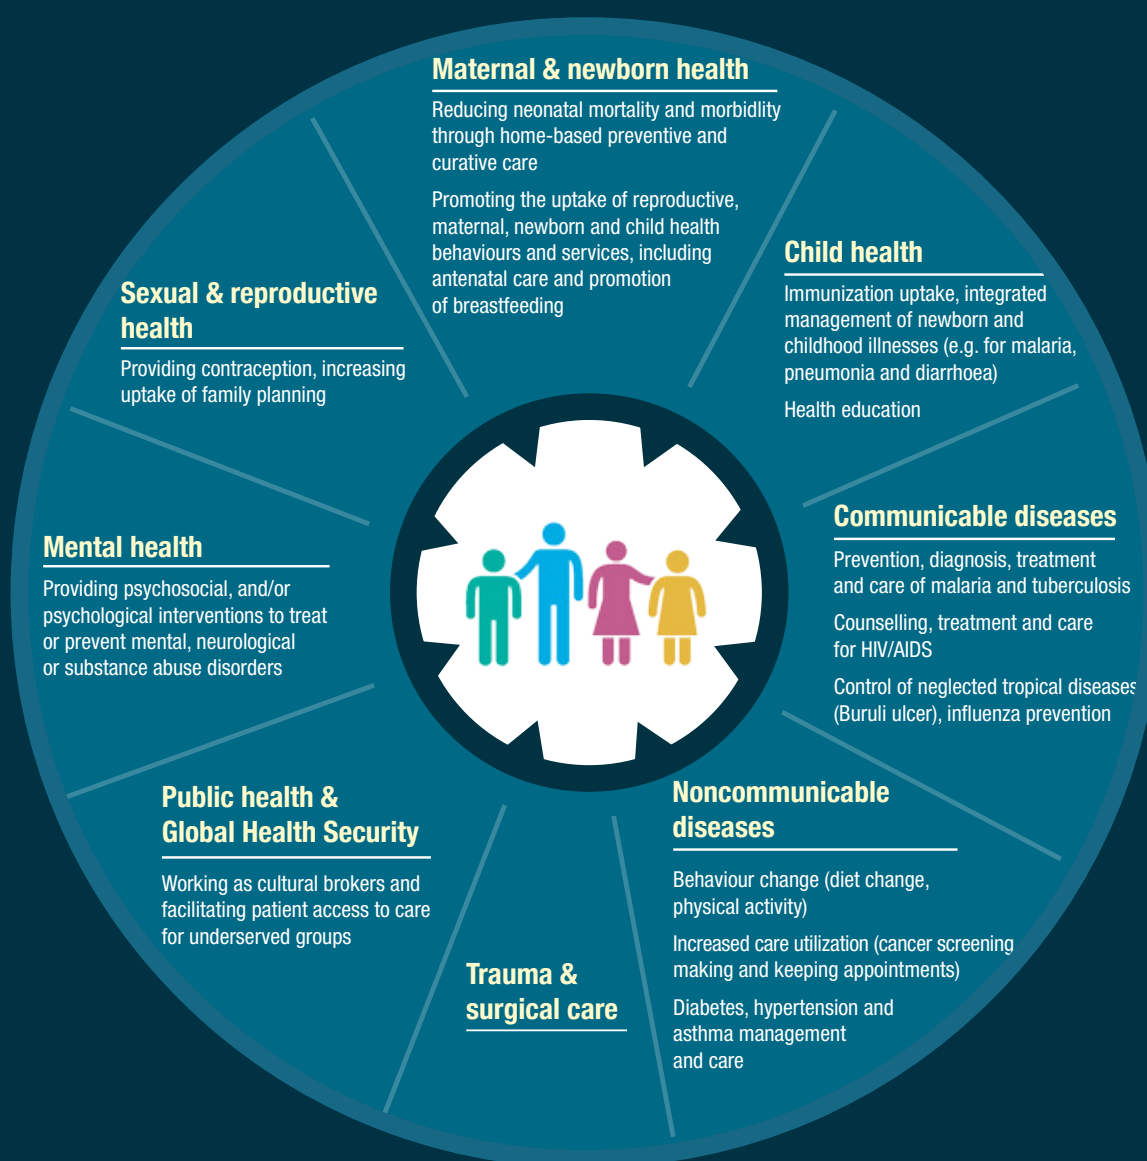 Maternal & newborn health
Reducing neonatal mortality and morbidlity
through home-based preventive and
curative care
Promoting the uptake of reproductive,
maternal, newborn and child health
behaviours and services, including
antenatal care and promotion
of breastfeeding
Child health
Immunization uptake, integrated
management of newborn and
childhood illnesses (e.g. for malaria,
pneumonia and diarrhoea)
Health education
Communicable diseases
Prevention, diagnosis, treatment
and care of malaria and tuberculosis
Counselling, treatment and care
for HIV/AIDS
Control of neglected tropical diseases
(Buruli ulcer), influenza prevention
Noncommunicable
diseases
Behaviour change (diet change,
physical activity)
Increased care utilization (cancer screening
making and keeping appointments)
Diabetes, hypertension and
asthma management
and care
Trauma &
surgical care
Public health &
Global Health Security
Working as cultural brokers and
facilitating patient access to care
for underserved groups
Mental health
Providing psychosocial, and/or
psychological interventions to treat
or prevent mental, neurological
or substance abuse disorders
Sexual & reproductive
health
Providing contraception, increasing
uptake of family planning